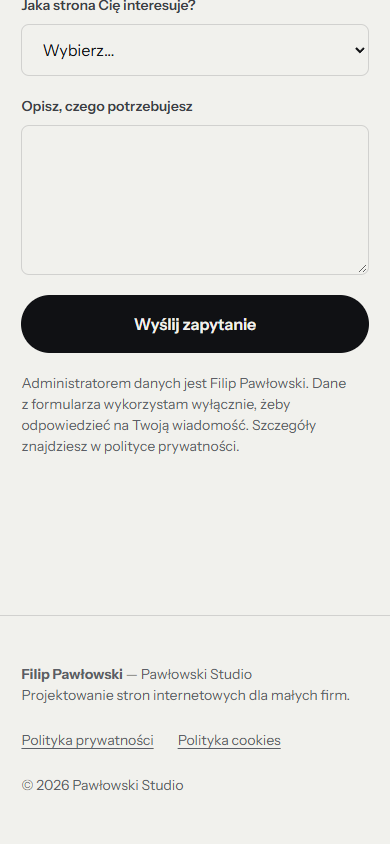 Jaka strona Cię interesuje?
Wybierz...
Opisz, czego potrzebujesz
Wyślij zapytanie
Administratorem danych jest Filip Pawłowski. Dane
z formularza wykorzystam wyłącznie, żeby
odpowiedzieć na Twoją wiadomość. Szczegóły
znajdziesz w polityce prywatności.
Filip Pawłowski — Pawłowski Studio
Projektowanie stron internetowych dla małych firm.
Polityka prywatności Polityka cookies
© 2026 Pawłowski Studio